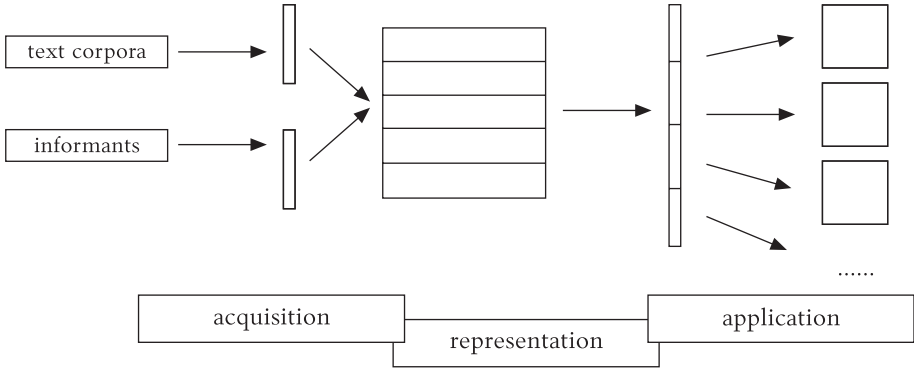 text corpora
informants
......
acquisition
representation
application